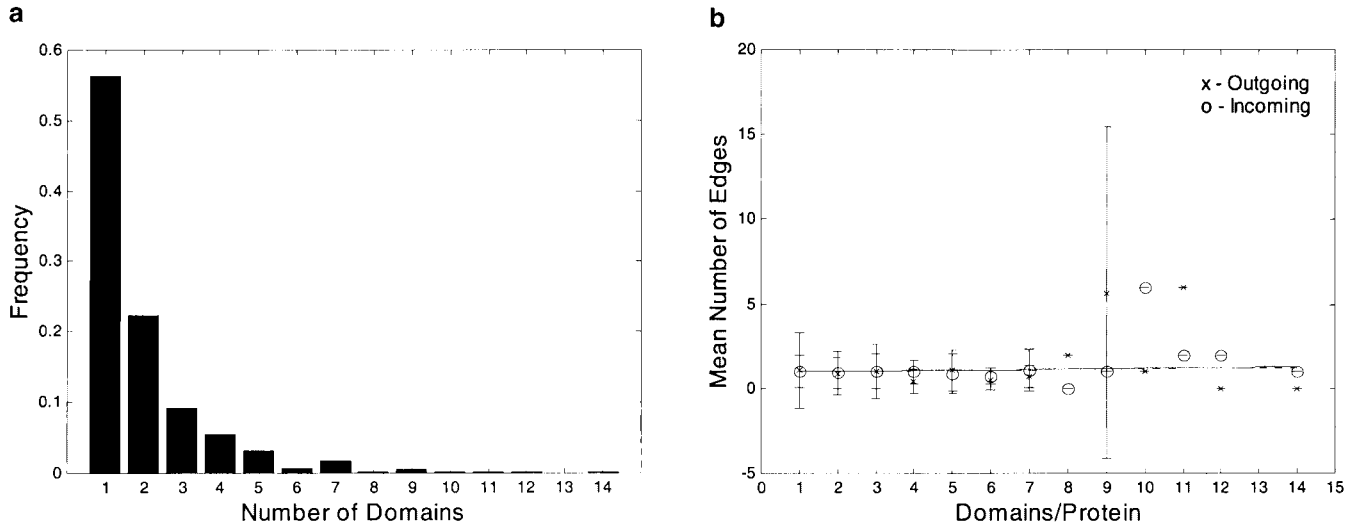 a
0.6
0.5
0.4
0.3
0.2
0.1
0
Frequency
1 2 3 4 5 6 7 8 9 10 11 12 13 14
Number of Domains
b
20
15
10
5
0
-5
Mean Number of Edges
x - Outgoing
o - Incoming
0 1 2 3 4 5 6 7 8 9 10 11 12 13 14 15
Domains/Protein